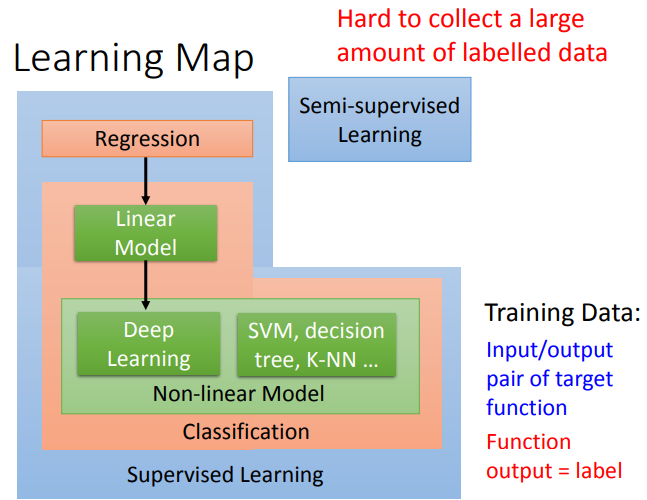 Hard to collect a large
amount of labelled data
Learning Map
Semi-supervised
Learning
Regression
Linear
Model
Deep
Learning
SVM, decision
tree, K-NN ...
Non-linear Model
Classification
Supervised Learning
Training Data:
Input/output
pair of target
function
Function
output = label